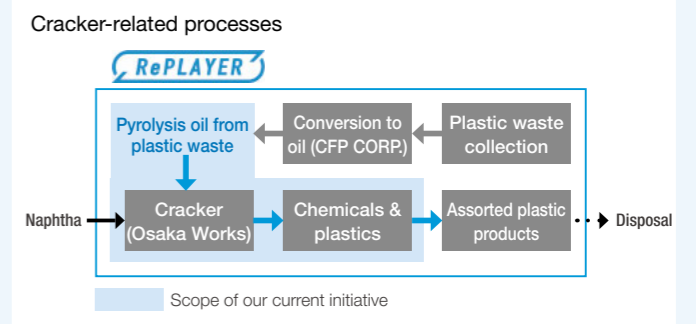 Cracker-related processes
RePLAYER
Pyrolysis oil from
plastic waste
Conversion to
oil (CFP CORP.)
Plastic waste
collection
Naphtha
Cracker
(Osaka Works)
Chemicals &
plastics
Assorted plastic
products
Disposal
Scope of our current initiative